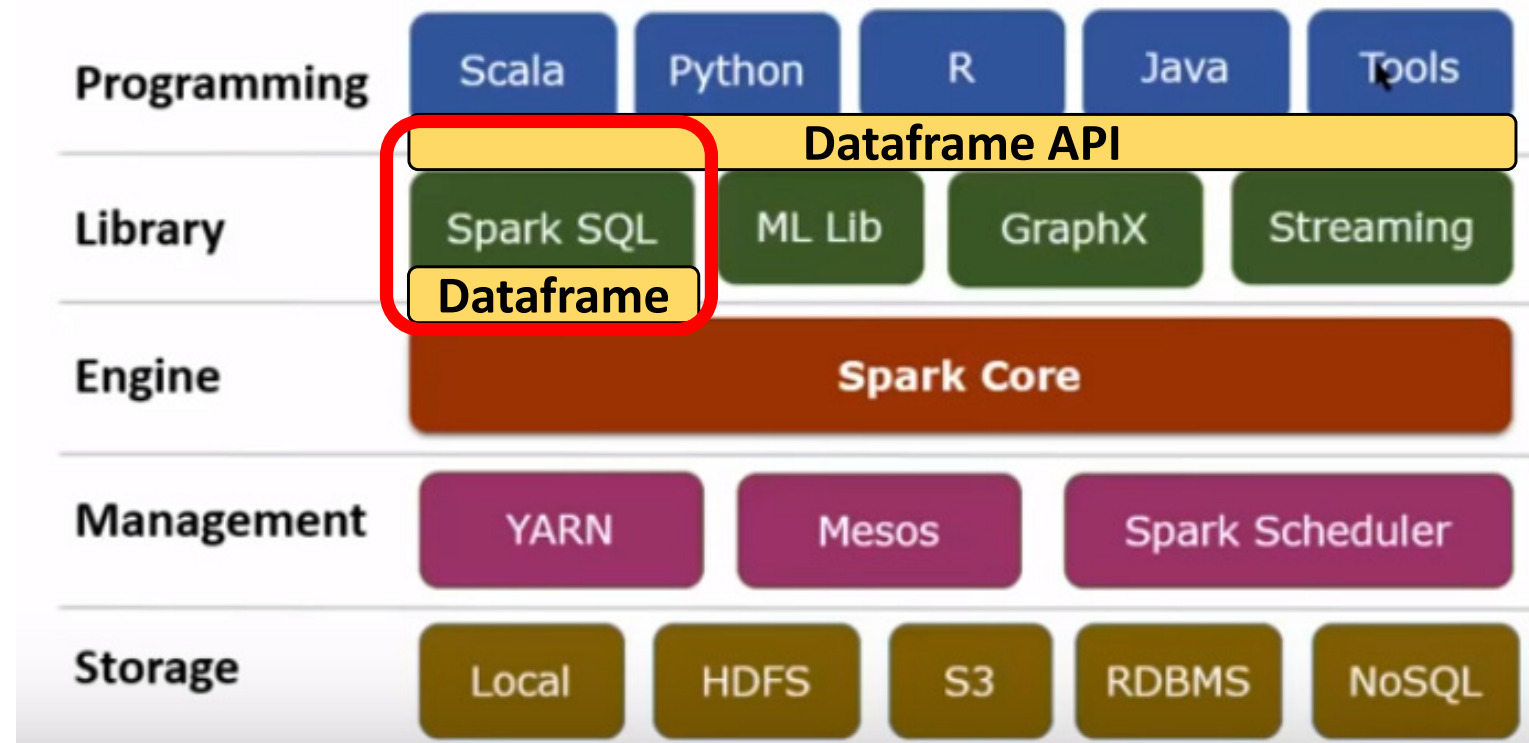 Programming
Scala
Python
R
Java
Tools
Dataframe API
Library
Spark SQL
ML Lib
GraphX
Streaming
Dataframe
Engine
Spark Core
Management
YARN
Mesos
Spark Scheduler
Storage
Local
HDFS
S3
RDBMS
NoSQL